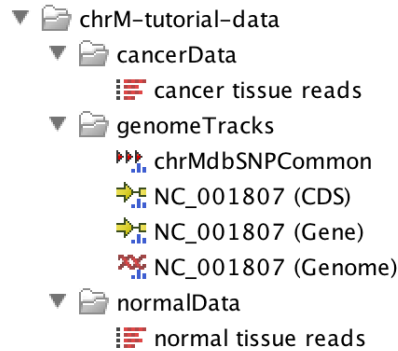 chrM-tutorial-data
cancerData
cancer tissue reads
genomeTracks
chrMdbSNPCommon
NC_001807 (CDS)
NC_001807 (Gene)
NC_001807 (Genome)
normalData
normal tissue reads